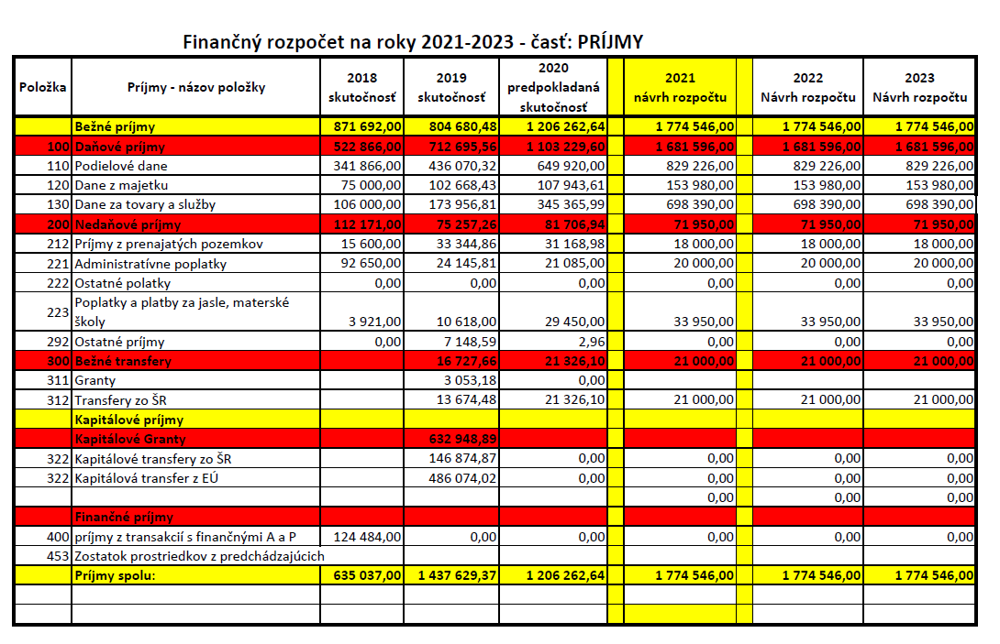 Finančný rozpočet na roky 2021-2023 - časť: PRÍJMY
Položka Príjmy - názov položky 2018 skutočnosť 2019 skutočnosť 2020 predpokladaná skutočnosť 2021 návrh rozpočtu 2022 Návrh rozpočtu 2023 Návrh rozpočtu
Bežné príjmy 871 692,00 804 680,48 1 206 262,64 1 774 546,00 1 774 546,00 1 774 546,00
100 Daňové príjmy 522 866,00 712 695,56 1 103 229,60 1 681 596,00 1 681 596,00 1 681 596,00
110 Podielové dane 341 866,00 436 070,32 649 920,00 829 226,00 829 226,00 829 226,00
120 Dane z majetku 75 000,00 102 668,43 107 943,61 153 980,00 153 980,00 153 980,00
130 Dane za tovary a služby 106 000,00 173 956,81 345 365,99 698 390,00 698 390,00 698 390,00
200 Nedaňové príjmy 112 171,00 75 257,26 81 706,94 71 950,00 71 950,00 71 950,00
212 Príjmy z prenajatých pozemkov 15 600,00 33 344,86 31 168,98 18 000,00 18 000,00 18 000,00
221 Administratívne poplatky 92 650,00 24 145,81 21 085,00 20 000,00 20 000,00 20 000,00
222 Ostatné polatky 0,00 0,00 0,00 0,00 0,00 0,00
223 Poplatky a platby za jasle, materské
školy 3 921,00 10 618,00 29 450,00 33 950,00 33 950,00 33 950,00
292 Ostatné príjmy 0,00 7 148,59 2,96 0,00 0,00 0,00
300 Bežné transfery 16 727,66 21 326,10 21 000,00 21 000,00 21 000,00
311 Granty 3 053,18 0,00
312 Transfery zo ŠR 13 674,48 21 326,10 21 000,00 21 000,00 21 000,00
Kapitálové príjmy
Kapitálové Granty 632 948,89
322 Kapitálové transfery zo ŠR 146 874,87 0,00 0,00 0,00 0,00
322 Kapitálová transfer z EÚ 486 074,02 0,00 0,00 0,00 0,00
0,00 0,00 0,00
Finančné príjmy
400 príjmy z transakcií s finančnými A a P 124 484,00 0,00 0,00 0,00 0,00 0,00
453 Zostatok prostriedkov z predchádzajúcich
Príjmy spolu: 635 037,00 1 437 629,37 1 206 262,64 1 774 546,00 1 774 546,00 1 774 546,00